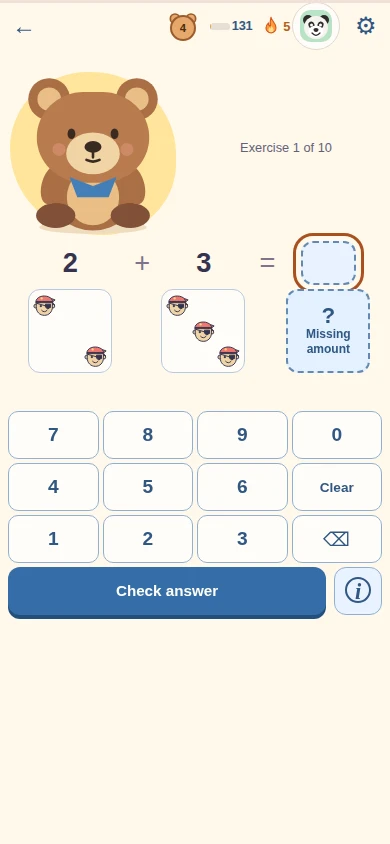 ← 4 131 5
Exercise 1 of 10
2 + 3 =
?
Missing
amount
7 8 9 0
4 5 6 Clear
1 2 3 ⌫
Check answer i